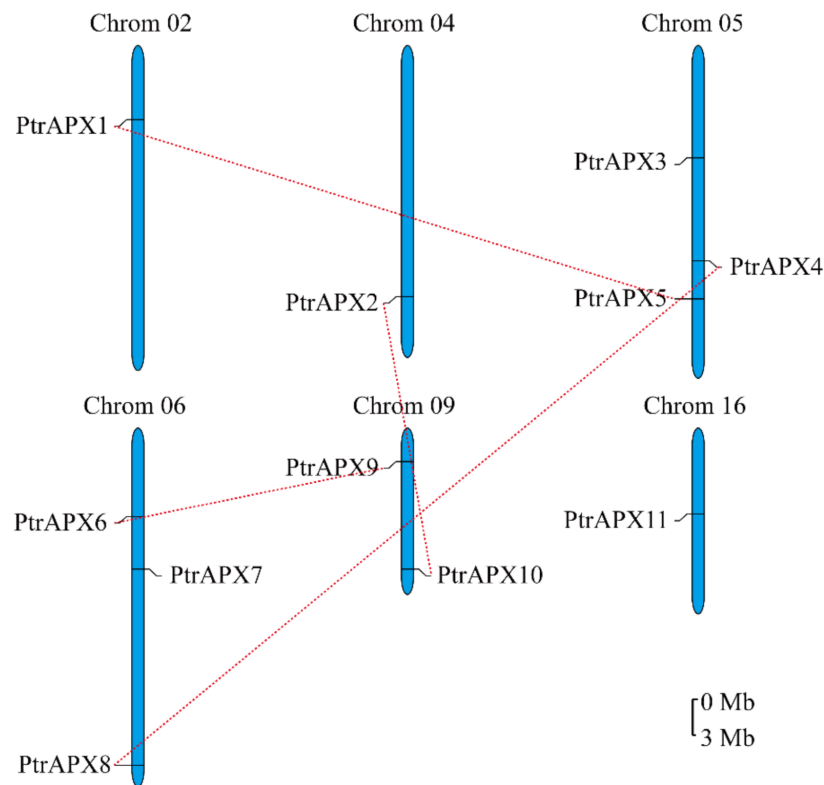 Chrom 02
Chrom 04
Chrom 05
PtrAPX1
PtrAPX3
PtrAPX4
PtrAPX2
PtrAPX5
Chrom 06
Chrom 09
Chrom 16
PtrAPX9
PtrAPX6
PtrAPX11
PtrAPX7
PtrAPX10
0 Mb
3 Mb
PtrAPX8